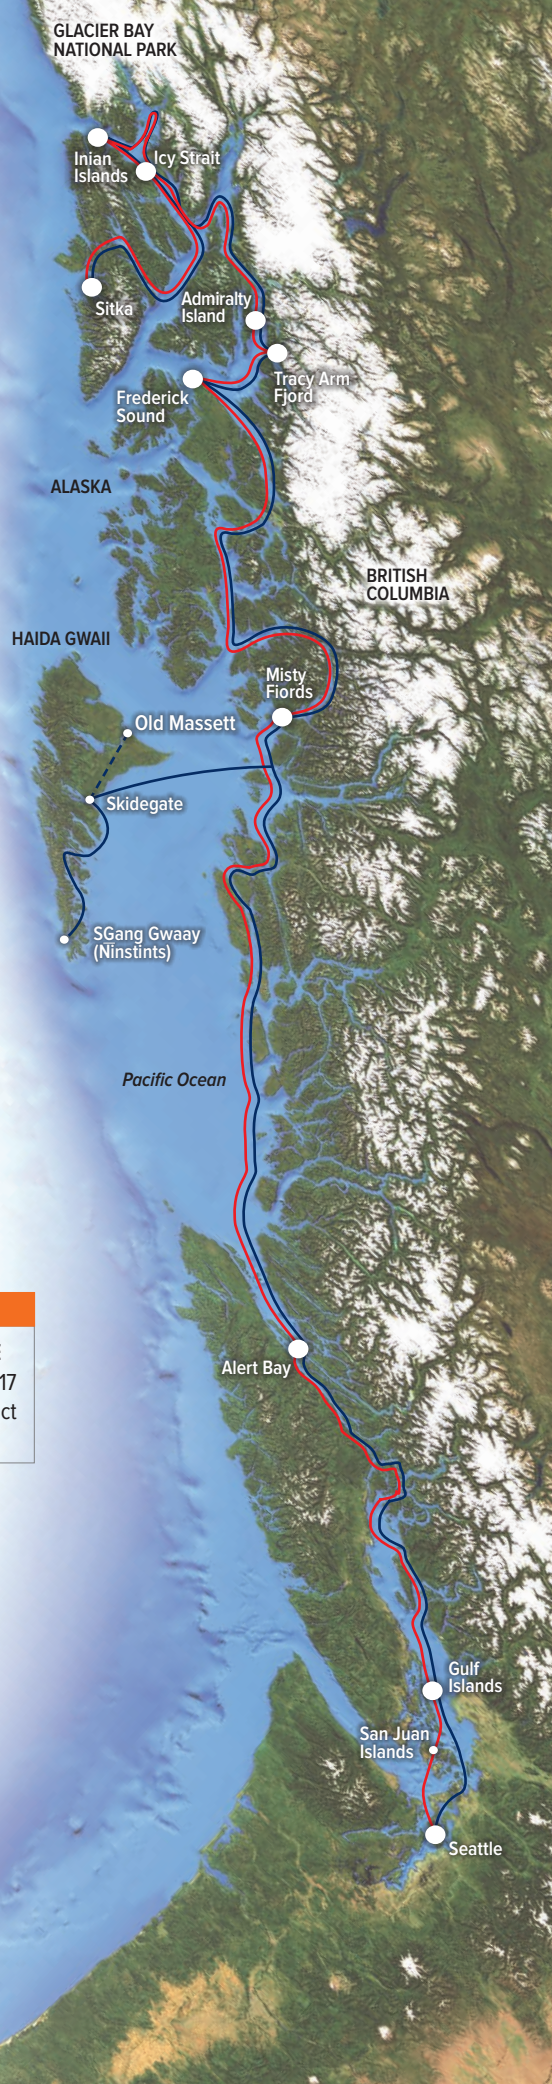 GLACIER BAY
NATIONAL PARK
Inian
Islands
Icy Strait
Sitka
Admiralty
Island
Tracy Arm
Fjord
Frederick
Sound
ALASKA
BRITISH
COLUMBIA
HAIDA GWAII
Misty
Fiords
Old Massett
Skidegate
SGang Gwaay
(Ninstints)
Pacific Ocean
17
ct
Alert Bay
Gulf
Islands
San Juan
Islands
Seattle